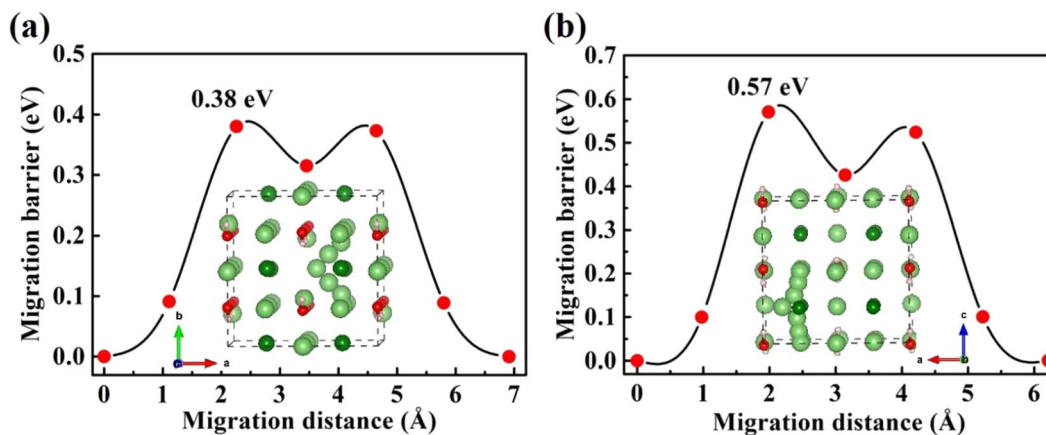 (a)
0.5
0.4
0.3
0.2
0.1
0.0
Migration barrier (eV)
0.38 eV
b
a
0 1 2 3 4 5 6 7
Migration distance (Å)
(b)
0.7
0.6
0.5
0.4
0.3
0.2
0.1
0.0
Migration barrier (eV)
0.57 eV
c
a
0 1 2 3 4 5 6
Migration distance (Å)